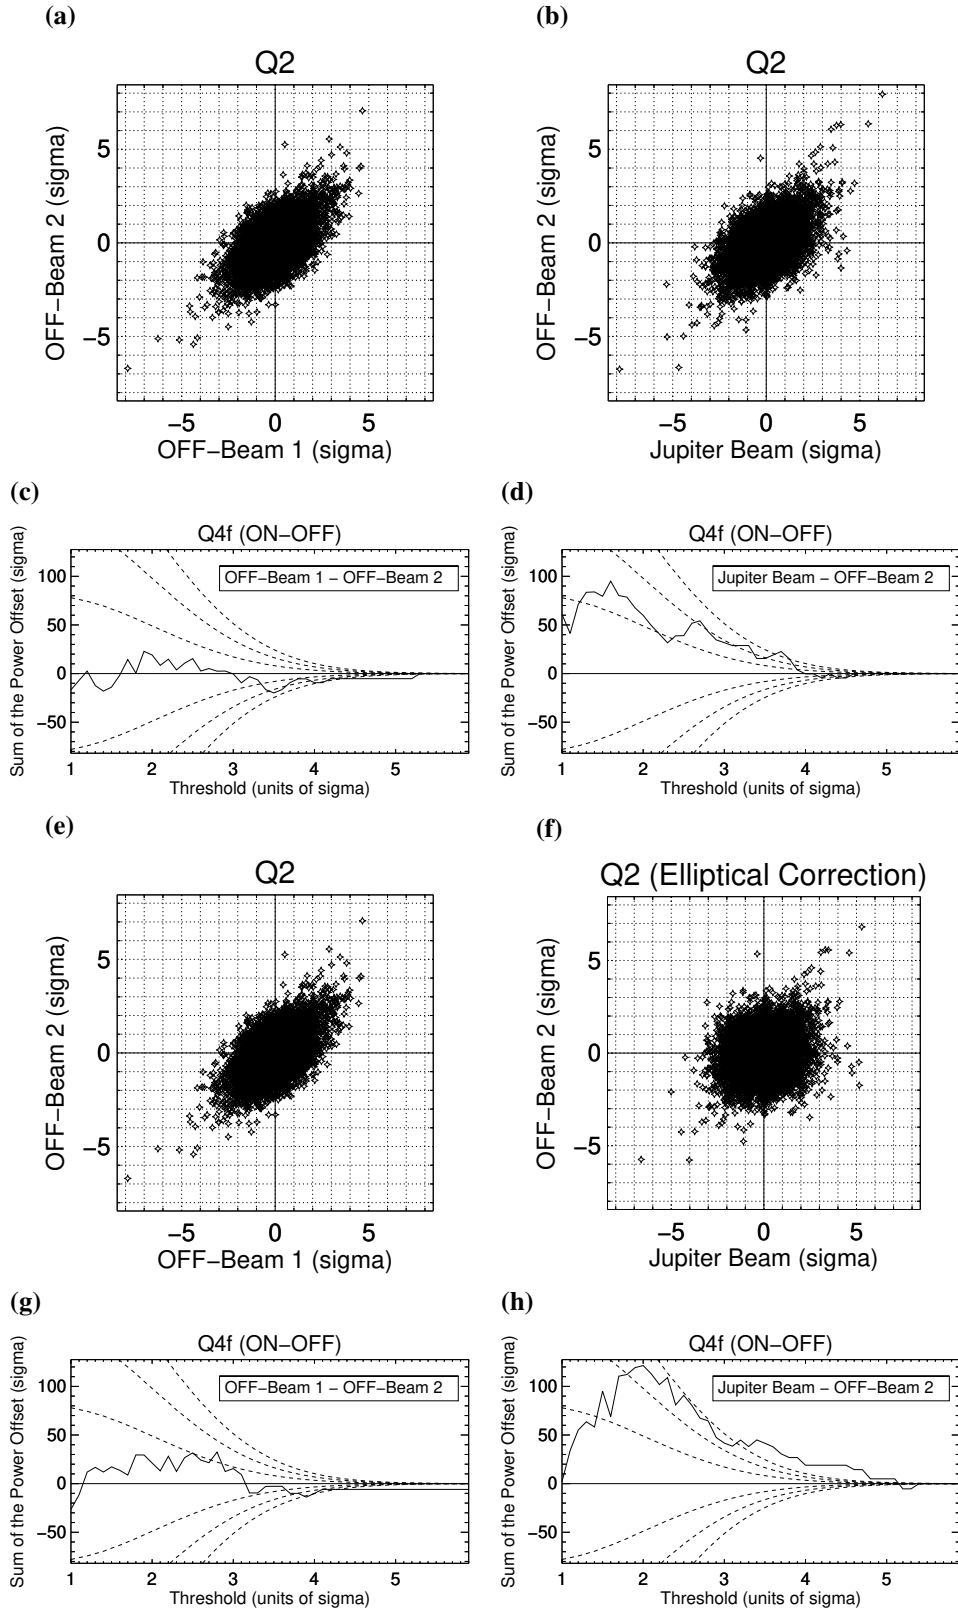 (a)
(b)
Q2
Q2
5
0
−5
OFF−Beam 2 (sigma)
−5 0 5
OFF−Beam 1 (sigma)
5
0
−5
OFF−Beam 2 (sigma)
−5 0 5
Jupiter Beam (sigma)
(c)
(d)
Q4f (ON−OFF)
OFF−Beam 1 − OFF−Beam 2
Sum of the Power Offset (sigma)
100
50
0
−50
1 2 3 4 5
Threshold (units of sigma)
Q4f (ON−OFF)
Jupiter Beam − OFF−Beam 2
Sum of the Power Offset (sigma)
100
50
0
−50
1 2 3 4 5
Threshold (units of sigma)
(e)
(f)
Q2
Q2 (Elliptical Correction)
5
0
−5
OFF−Beam 2 (sigma)
−5 0 5
OFF−Beam 1 (sigma)
5
0
−5
OFF−Beam 2 (sigma)
−5 0 5
Jupiter Beam (sigma)
(g)
(h)
Q4f (ON−OFF)
OFF−Beam 1 − OFF−Beam 2
Sum of the Power Offset (sigma)
100
50
0
−50
1 2 3 4 5
Threshold (units of sigma)
Q4f (ON−OFF)
Jupiter Beam − OFF−Beam 2
Sum of the Power Offset (sigma)
100
50
0
−50
1 2 3 4 5
Threshold (units of sigma)